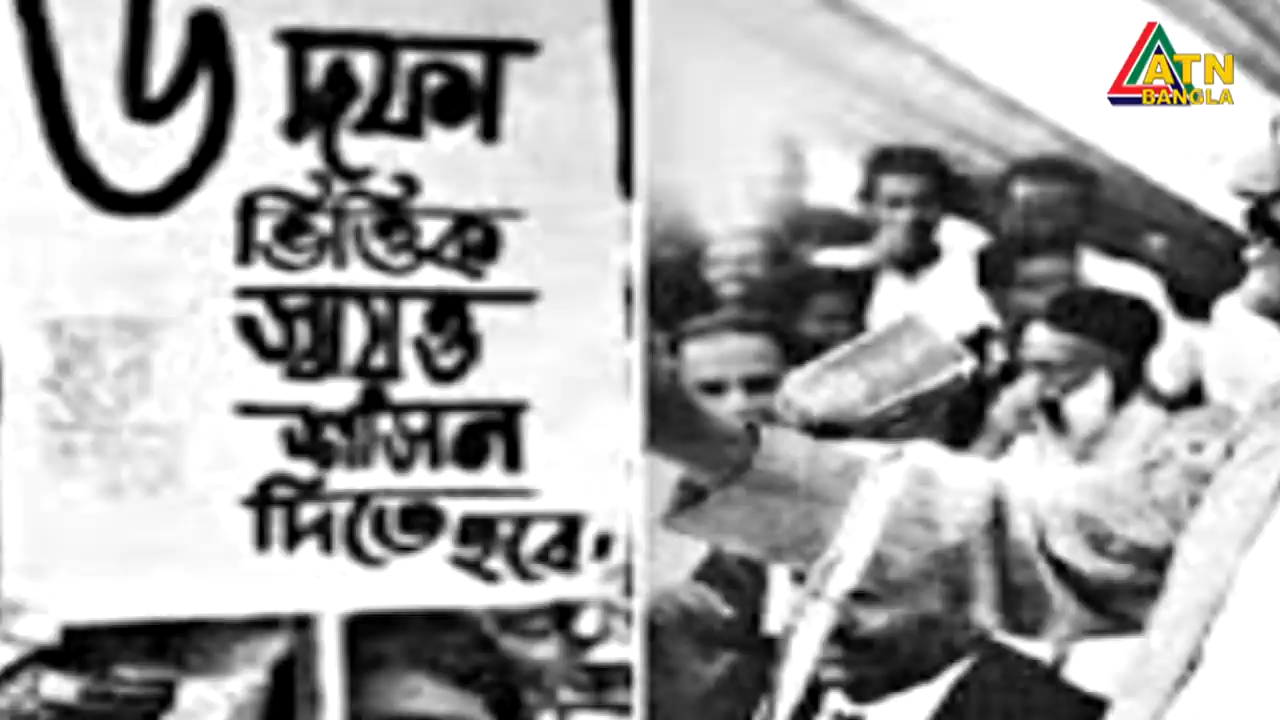 ৬ দফা
ভিত্তিক
স্বায়ত্ত
শাসন
দিতে হবে।
ATN
BANGLA